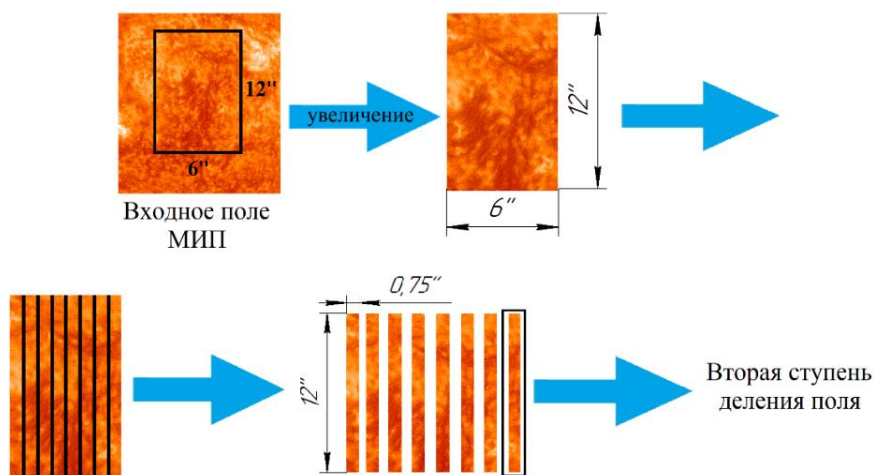 12"
6"
Входное поле
МИП
увеличение
12"
6"
0,75"
12"
Вторая ступень
деления поля